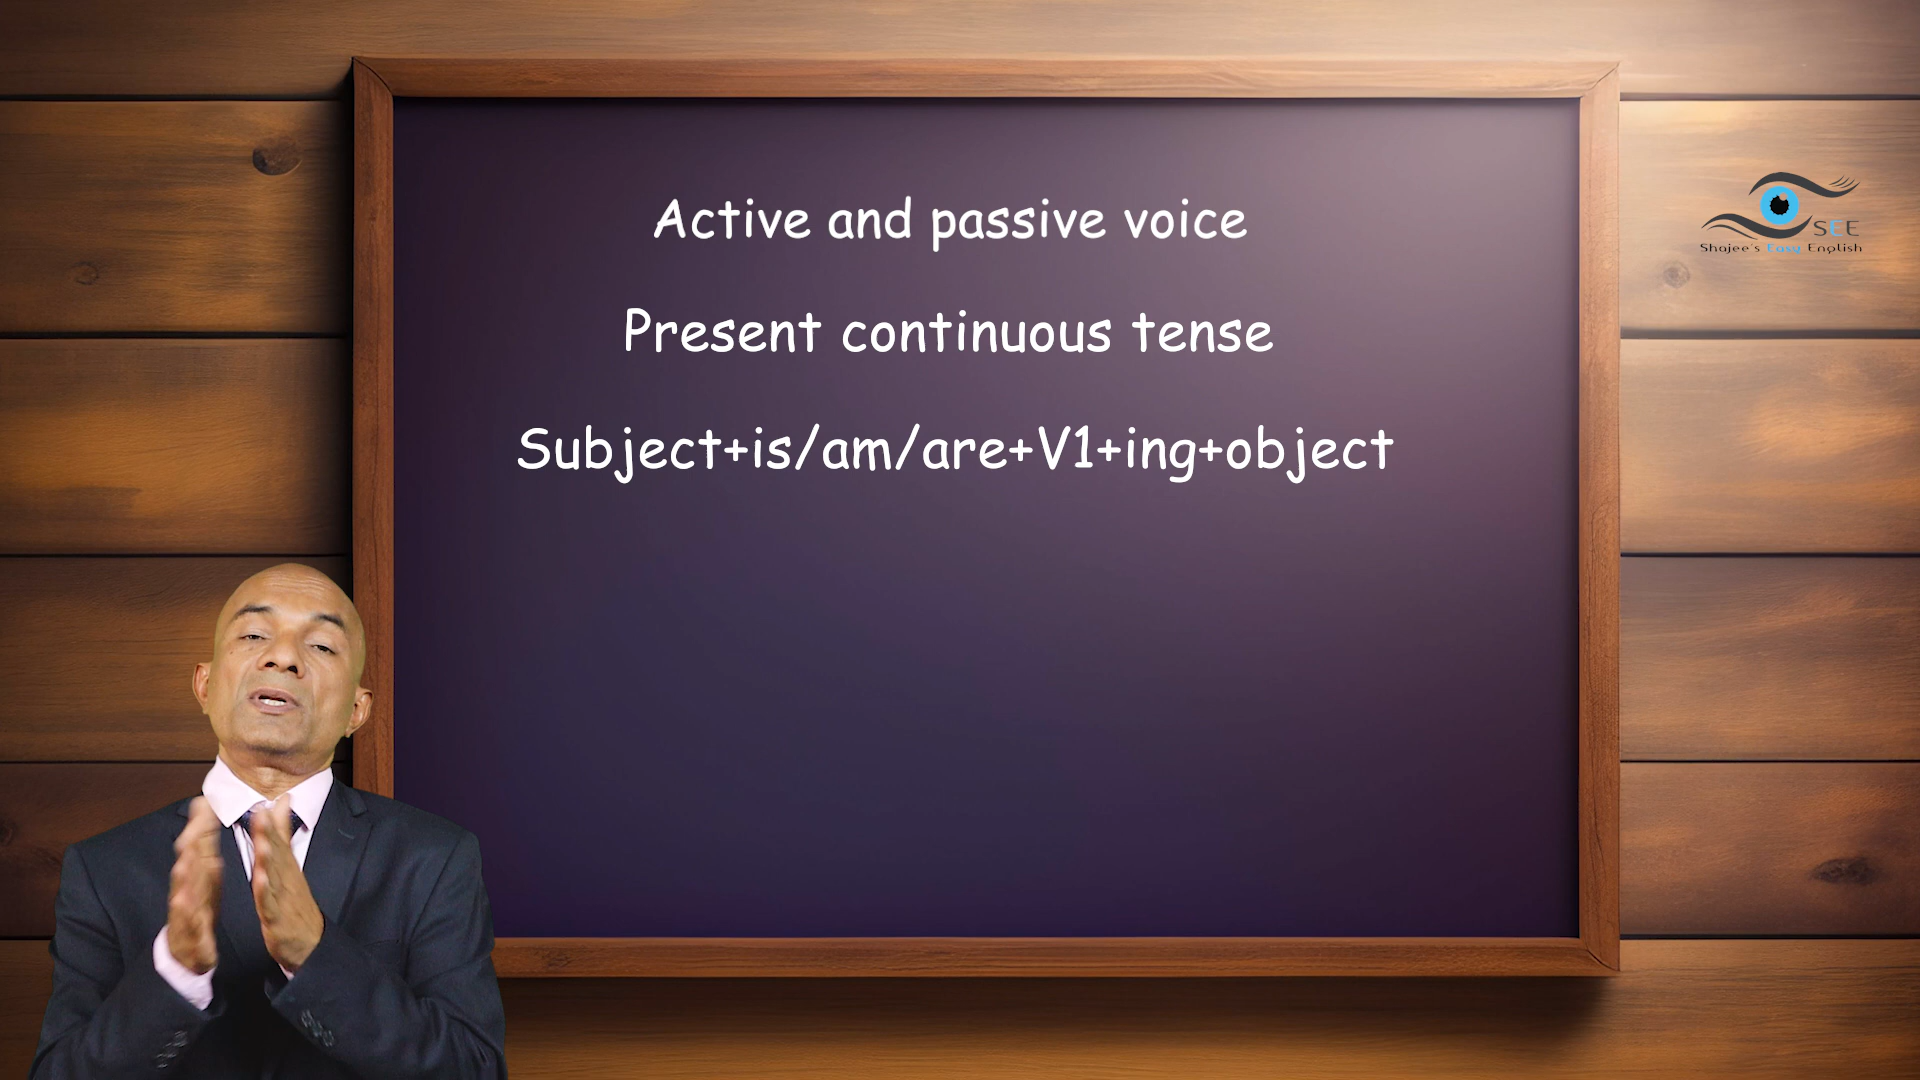 Active and passive voice
Present continuous tense
Subject+is/am/are+V1+ing+object
SEE
Shajee's Easy English